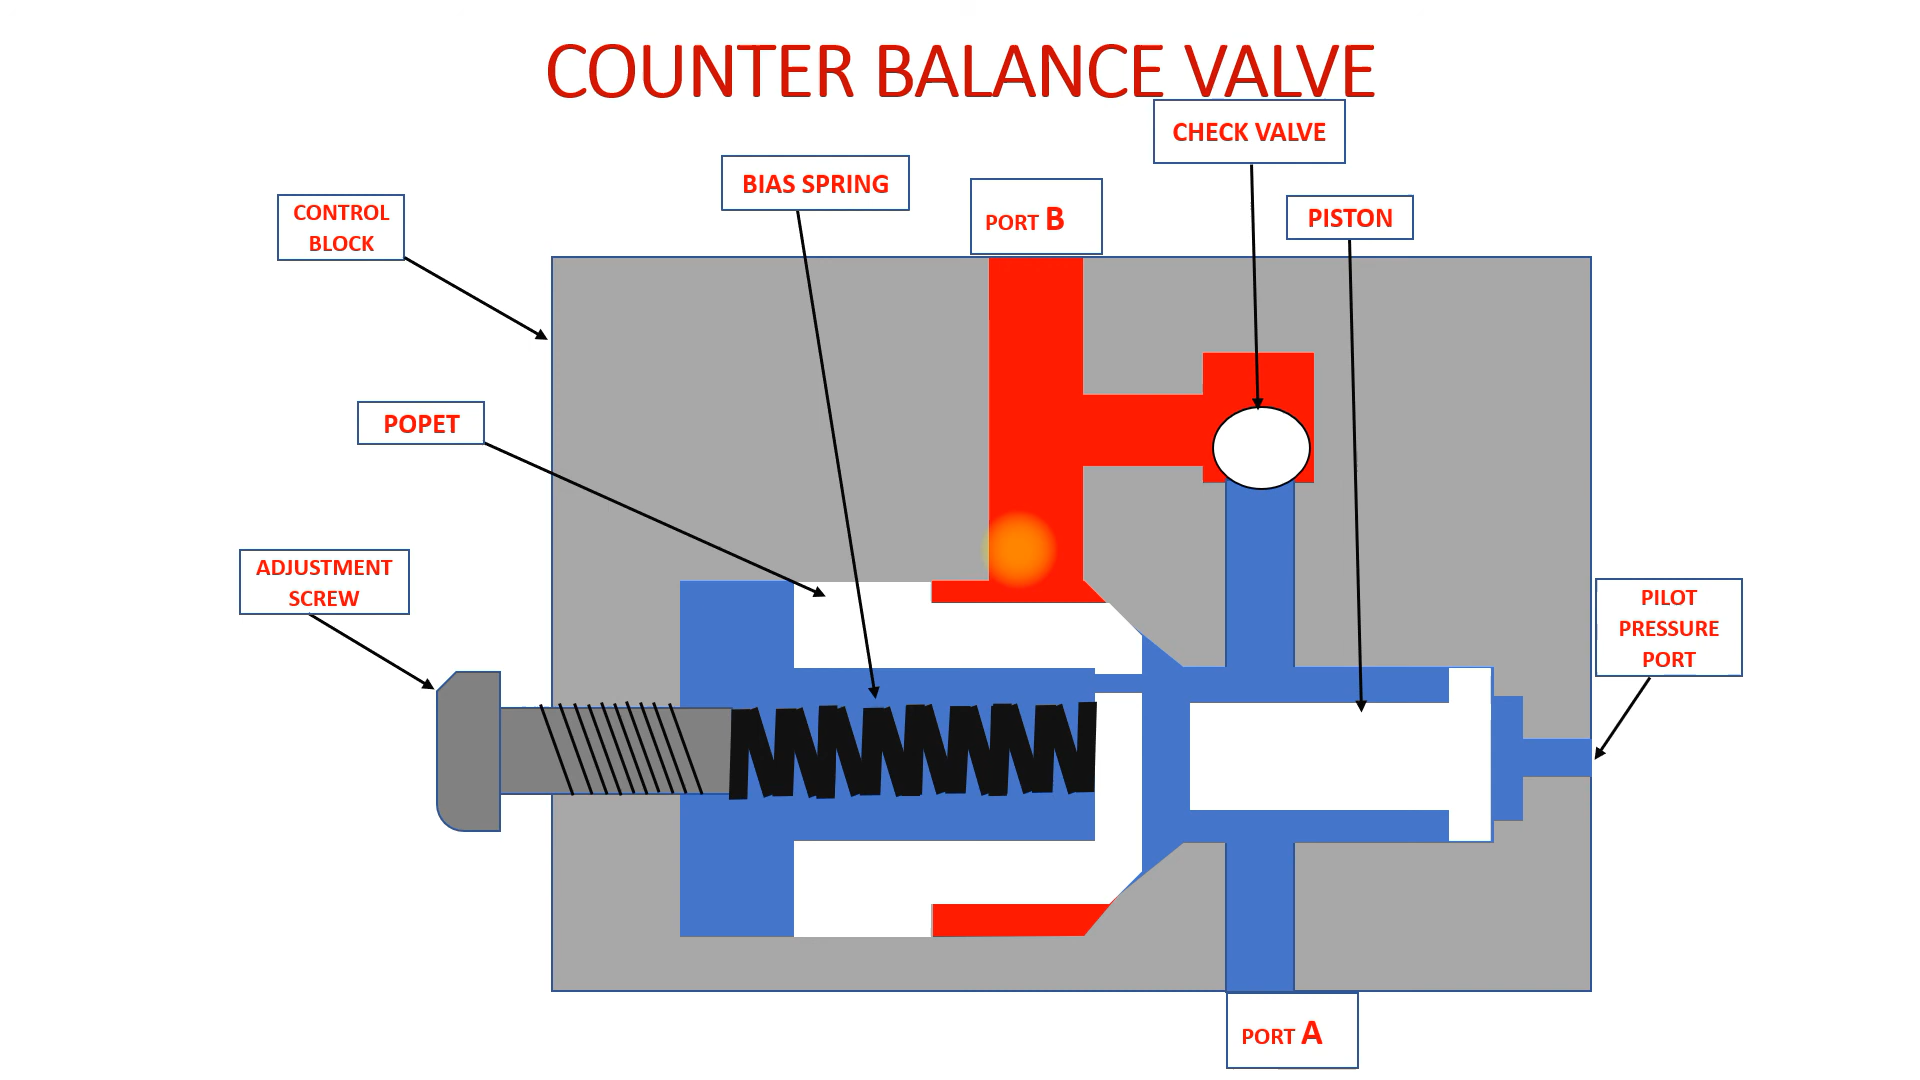 COUNTER BALANCE VALVE
CHECK VALVE
BIAS SPRING
PORT B
CONTROL
BLOCK
PISTON
POPET
ADJUSTMENT
SCREW
PILOT
PRESSURE
PORT
PORT A